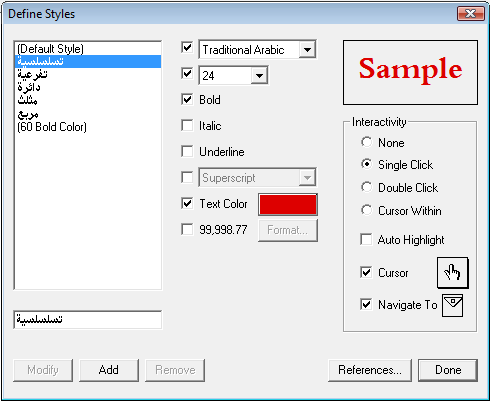 Define Styles
(Default Style)
تسلسلسية
تفرعية
دائرة
مثلث
مربع
(60 Bold Color)
تسلسلسية
Modify
Add
Remove
Traditional Arabic
24
Bold
Italic
Underline
Superscript
Text Color
99,998.77
Format...
Sample
Interactivity
None
Single Click
Double Click
Cursor Within
Auto Highlight
Cursor
Navigate To
References...
Done